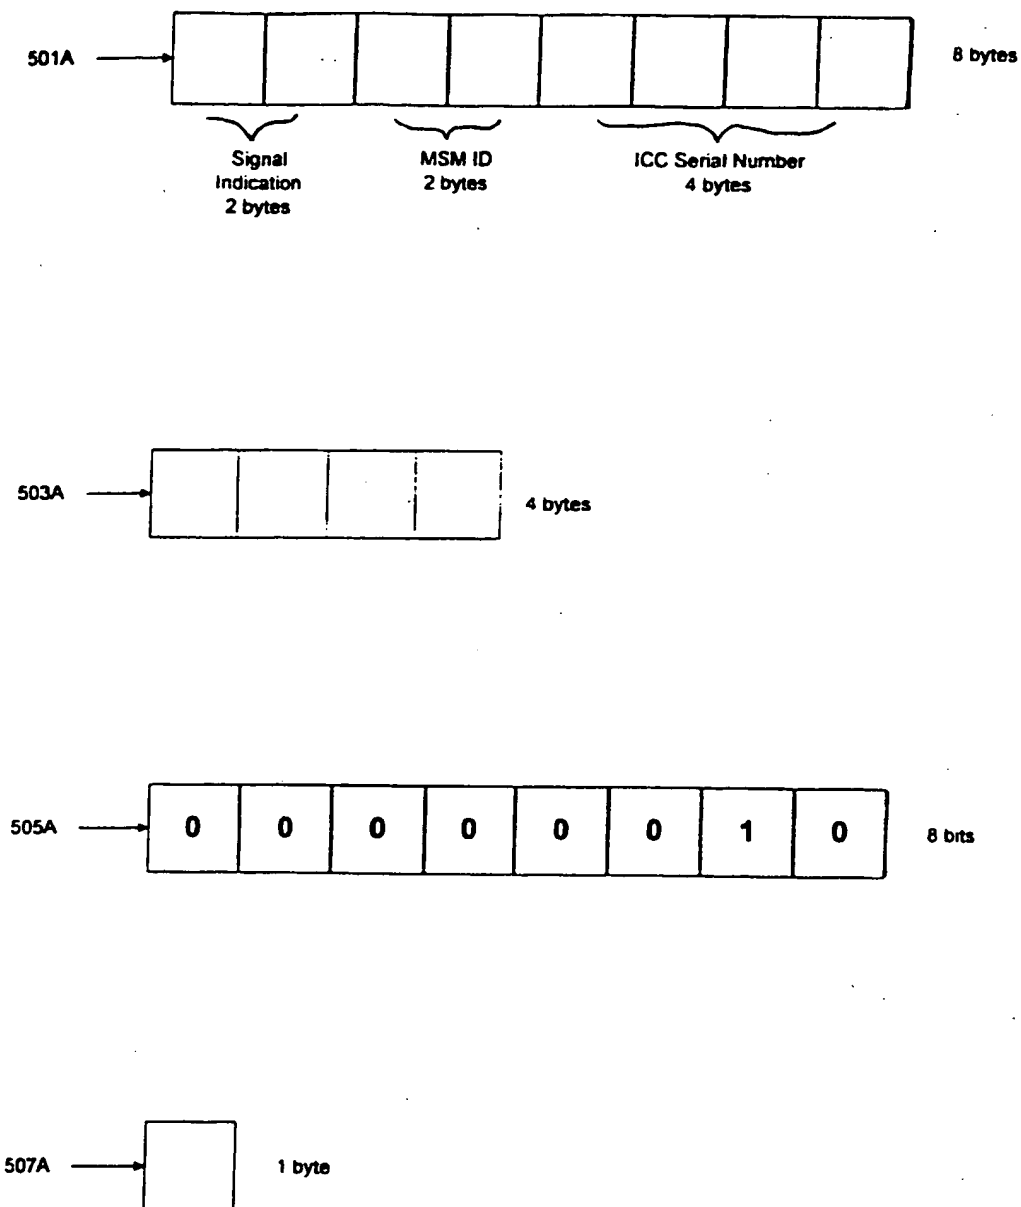 501A
8 bytes
Signal
Indication
2 bytes
MSM ID
2 bytes
ICC Serial Number
4 bytes
503A
4 bytes
505A
0 0 0 0 0 0 1 0
8 bits
507A
1 byte